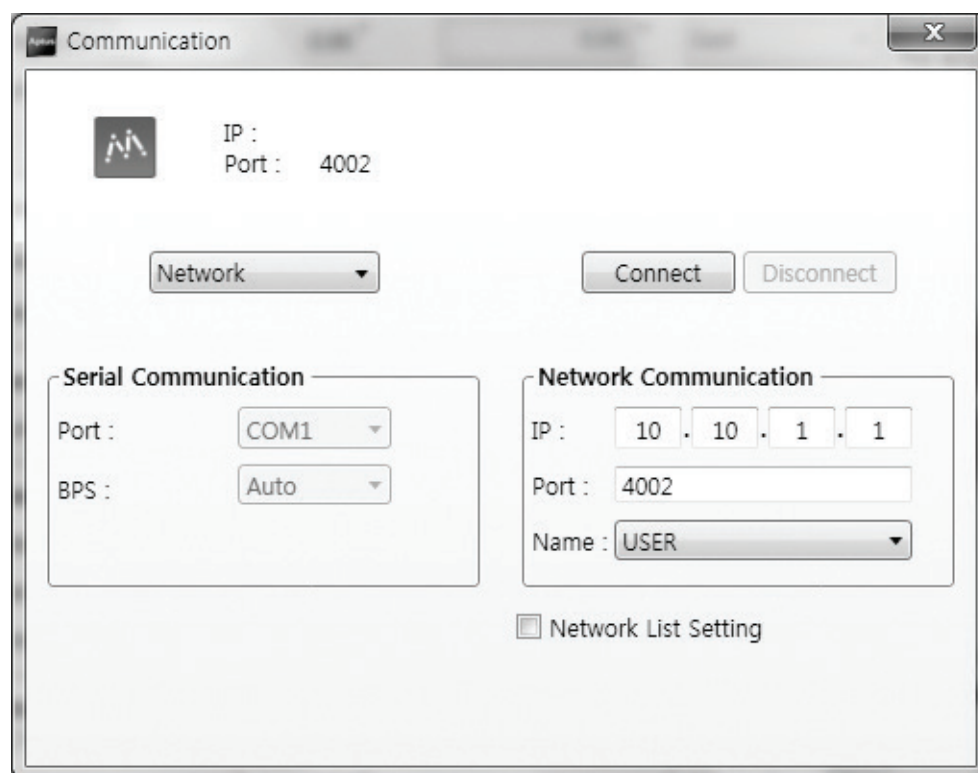 Communication
IP :
Port : 4002
Network
Connect
Disconnect
Serial Communication
Port : COM1
BPS : Auto
Network Communication
IP : 10 . 10 . 1 . 1
Port : 4002
Name : USER
Network List Setting